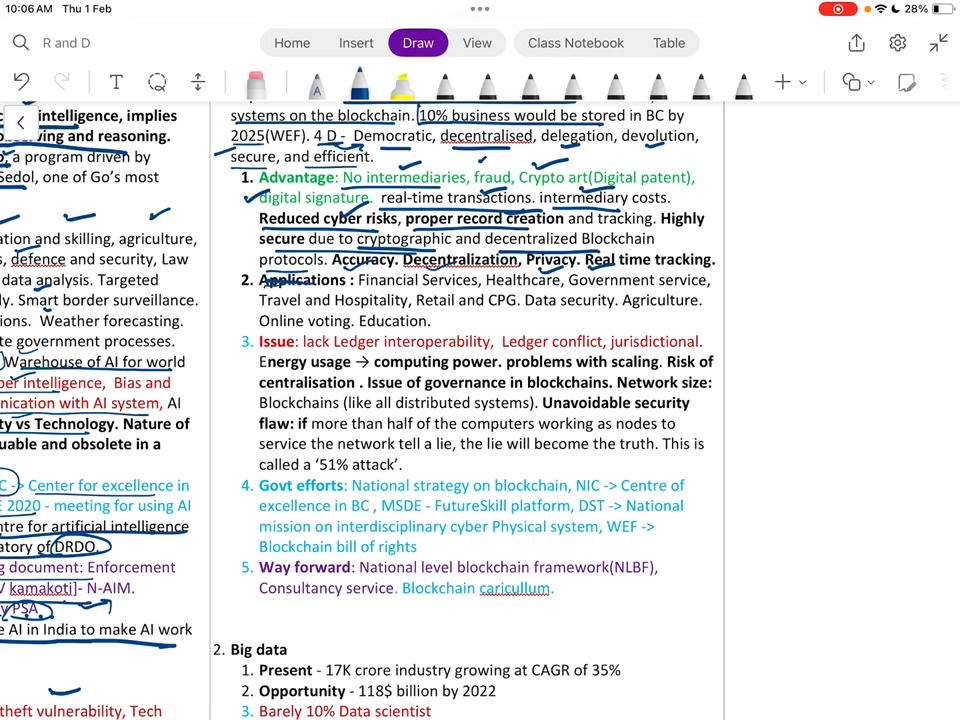 10:06 AM Thu 1 Feb
28%
R and D
Home Insert Draw View Class Notebook Table
T
A
intelligence, implies
ving and reasoning.
a program driven by
Sedol, one of Go's most
ation and skilling, agriculture,
s, defence and security, Law
data analysis. Targeted
ly. Smart border surveillance.
ions. Weather forecasting.
te government processes.
Warehouse of AI for world
per intelligence, Bias and
nication with AI system, AI
ty vs Technology. Nature of
uable and obsolete in a
C -> Center for excellence in
E 2020 - meeting for using AI
ntre for artificial intelligence
atory of DRDO.
g document: Enforcement
V kamakoti]- N-AIM.
y PSA
e AI in India to make AI work
theft vulnerability, Tech
systems on the blockchain. 10% business would be stored in BC by
2025(WEF). 4 D - Democratic, decentralised, delegation, devolution,
secure, and efficient.
1. Advantage: No intermediaries, fraud, Crypto art(Digital patent),
digital signature. real-time transactions. intermediary costs.
Reduced cyber risks, proper record creation and tracking. Highly
secure due to cryptographic and decentralized Blockchain
protocols. Accuracy. Decentralization, Privacy. Real time tracking.
2. Applications : Financial Services, Healthcare, Government service,
Travel and Hospitality, Retail and CPG. Data security. Agriculture.
Online voting. Education.
3. Issue: lack Ledger interoperability, Ledger conflict, jurisdictional.
Energy usage → computing power. problems with scaling. Risk of
centralisation . Issue of governance in blockchains. Network size:
Blockchains (like all distributed systems). Unavoidable security
flaw: if more than half of the computers working as nodes to
service the network tell a lie, the lie will become the truth. This is
called a '51% attack'.
4. Govt efforts: National strategy on blockchain, NIC -> Centre of
excellence in BC , MSDE - FutureSkill platform, DST -> National
mission on interdisciplinary cyber Physical system, WEF ->
Blockchain bill of rights
5. Way forward: National level blockchain framework(NLBF),
Consultancy service. Blockchain caricullum.
2. Big data
1. Present - 17K crore industry growing at CAGR of 35%
2. Opportunity - 118$ billion by 2022
3. Barely 10% Data scientist